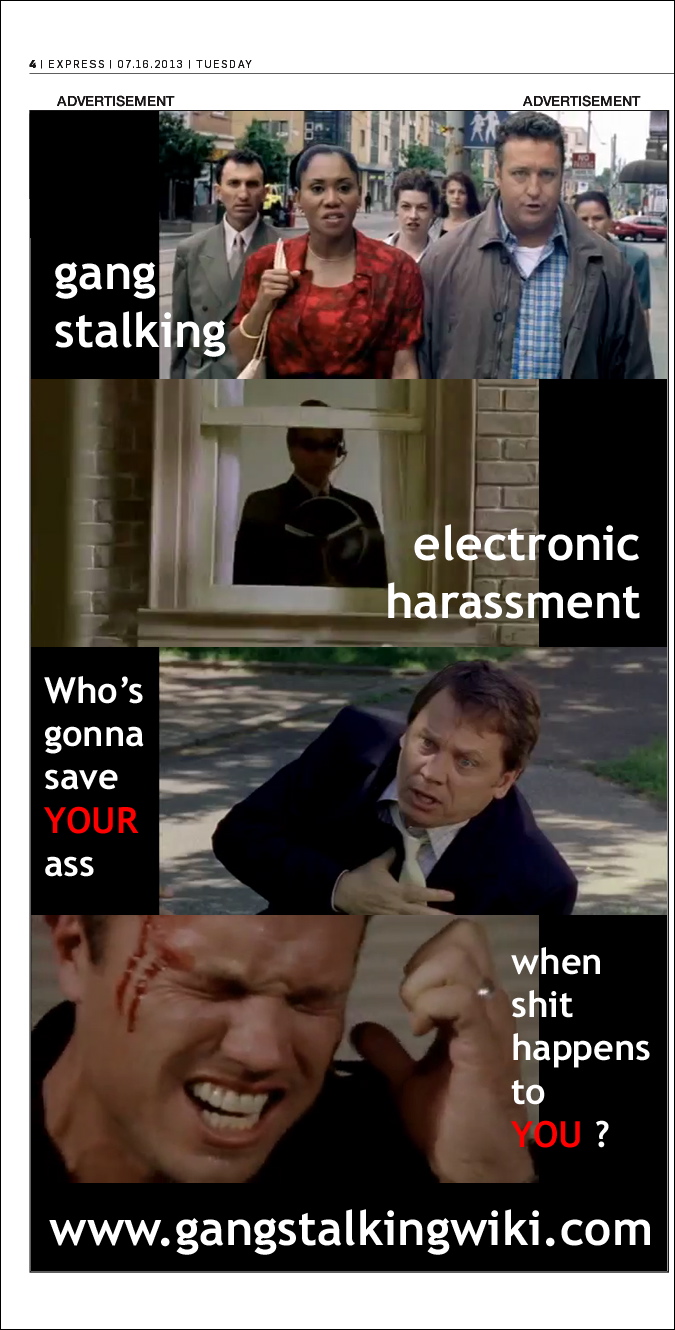 4 | EXPRESS | 07.16.2013 | TUESDAY
ADVERTISEMENT ADVERTISEMENT
NO
gang
stalking
electronic
harassment
Who's
gonna
save
YOUR
ass
when
shit
happens
to
YOU ?
www.gangstalkingwiki.com